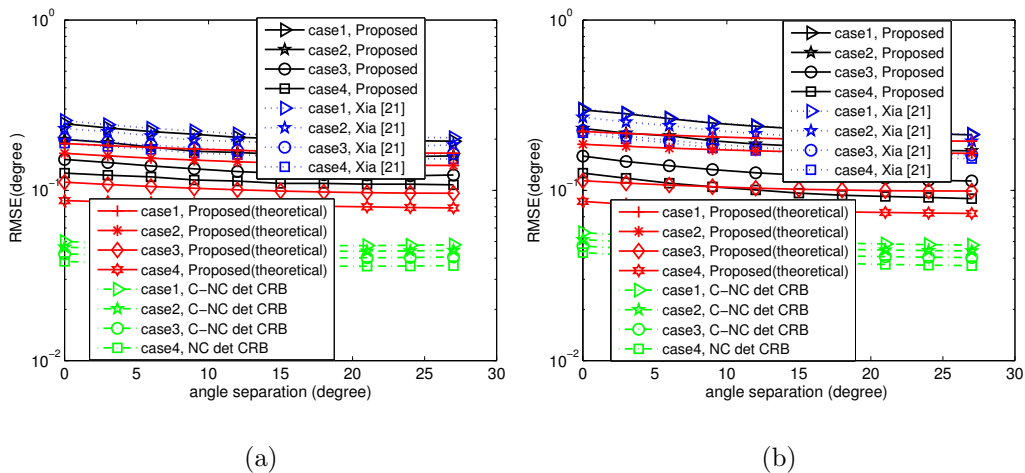 10^0
10^-1
10^-2
RMSE(degree)
case1, Proposed
case2, Proposed
case3, Proposed
case4, Proposed
case1, Xia [21]
case2, Xia [21]
case3, Xia [21]
case4, Xia [21]
case1, Proposed(theoretical)
case2, Proposed(theoretical)
case3, Proposed(theoretical)
case4, Proposed(theoretical)
case1, C−NC det CRB
case2, C−NC det CRB
case3, C−NC det CRB
case4, NC det CRB
0 5 10 15 20 25 30
angle separation (degree)
(a)
10^0
10^-1
10^-2
RMSE(degree)
case1, Proposed
case2, Proposed
case3, Proposed
case4, Proposed
case1, Xia [21]
case2, Xia [21]
case3, Xia [21]
case4, Xia [21]
case1, Proposed(theoretical)
case2, Proposed(theoretical)
case3, Proposed(theoretical)
case4, Proposed(theoretical)
case1, C−NC det CRB
case2, C−NC det CRB
case3, C−NC det CRB
case4, NC det CRB
0 5 10 15 20 25 30
angle separation (degree)
(b)